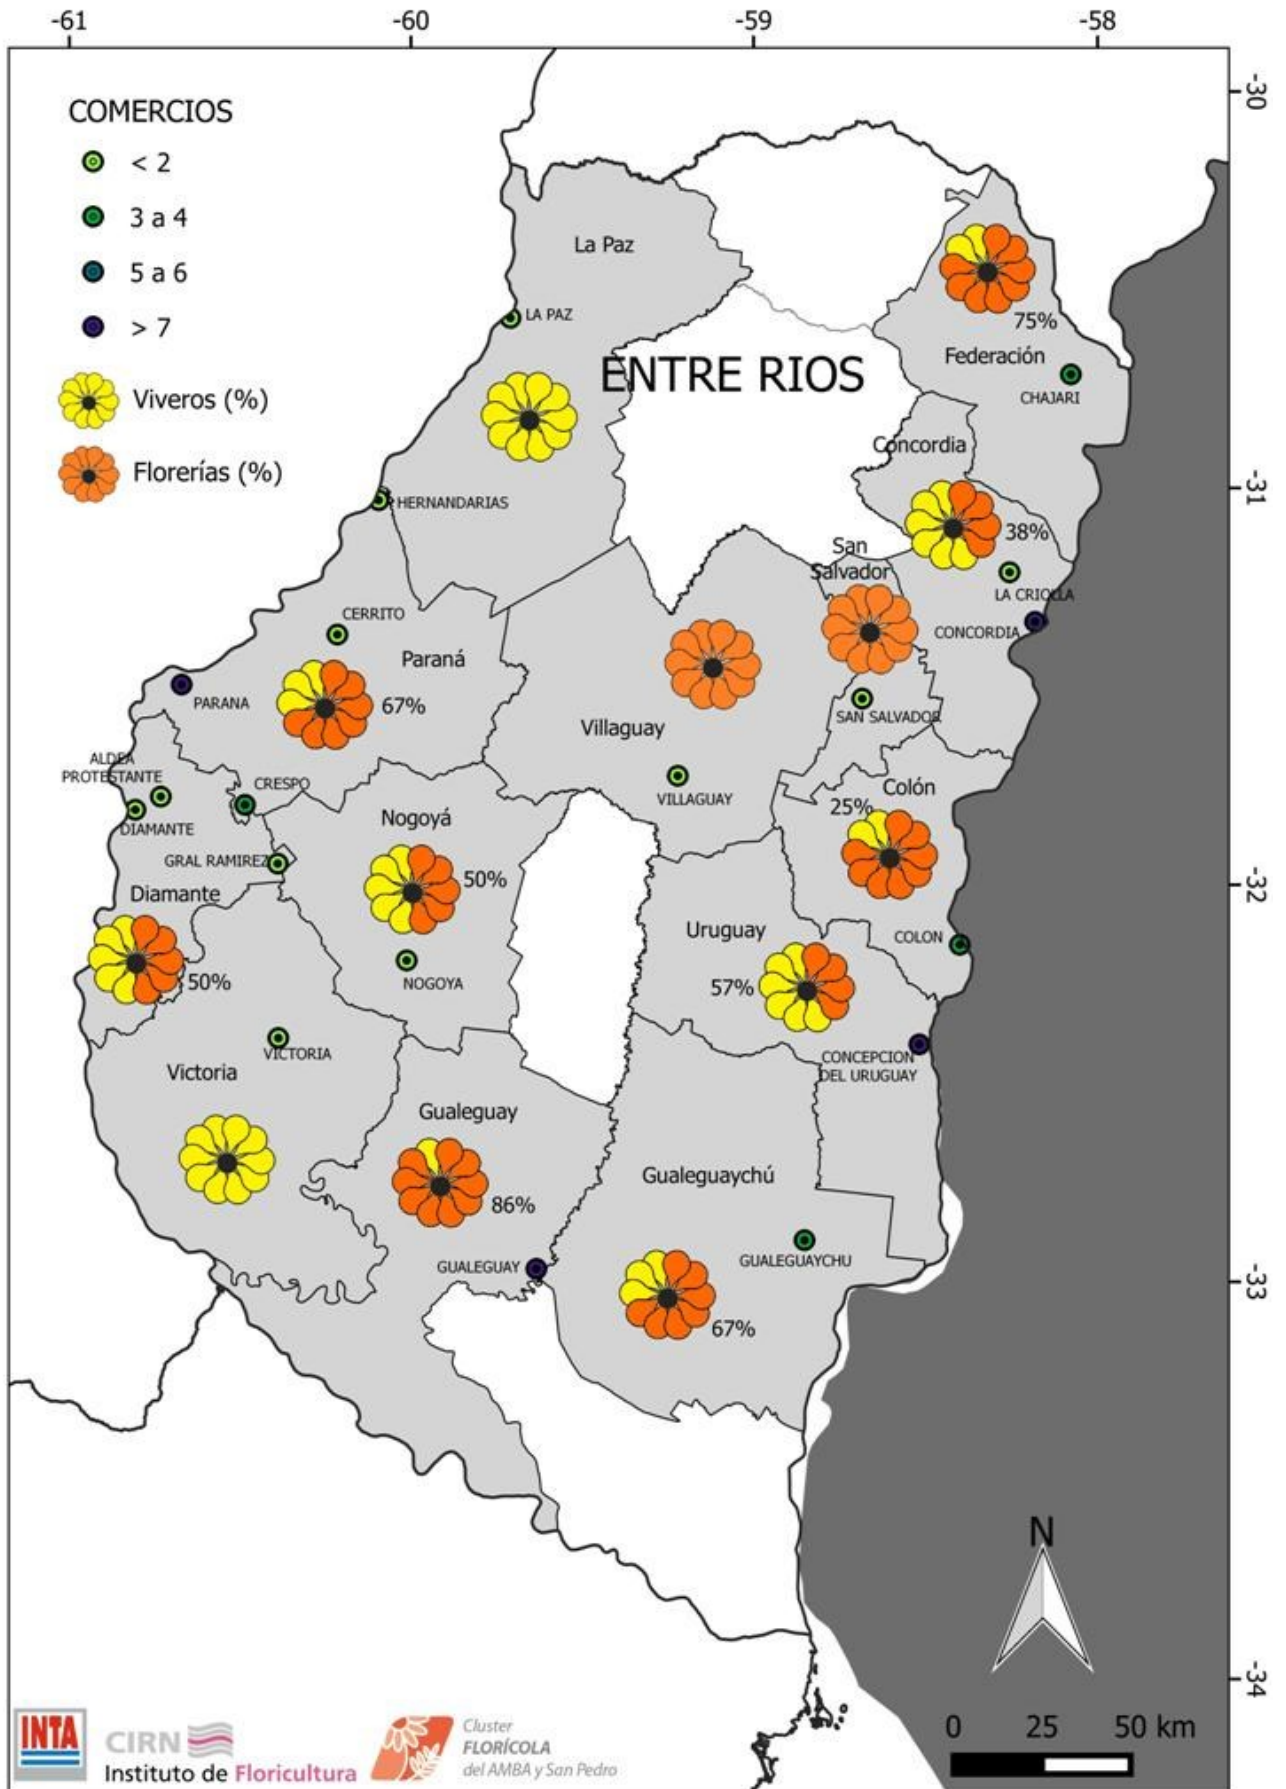 -61
-60
-59
-58
-30
COMERCIOS
< 2
3 a 4
5 a 6
> 7
Viveros (%)
Florerías (%)
La Paz
LA PAZ
ENTRE RIOS
75%
Federación
CHAJARI
Concordia
-31
HERNANDARIAS
38%
San
Salvador
LA CRIOLLA
CONCORDIA
CERRITO
Paraná
PARANA
67%
Villaguay
SAN SALVADOR
VILLAGUAY
ALDEA
PROTESTANTE
DIAMANTE
CRESPO
GRAL RAMIREZ
Diamante
50%
Nogoyá
50%
NOGOYA
Colón
25%
-32
COLON
Uruguay
57%
CONCEPCION
DEL URUGUAY
VICTORIA
Victoria
Gualeguay
86%
GUALEGUAY
Gualeguaychú
GUALEGUAYCHU
67%
-33
N
-34
0 25 50 km
INTA
CIRN
Instituto de Floricultura
Cluster
FLORÍCOLA
del AMBA y San Pedro